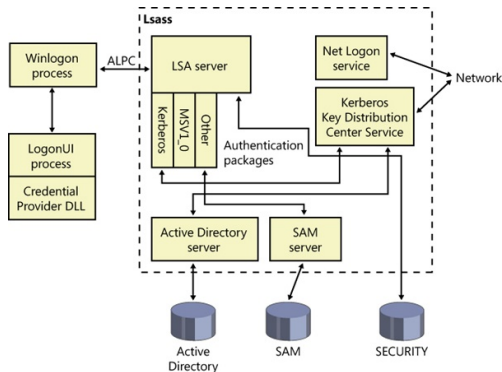 Lsass
Winlogon
process
ALPC
LSA server
Kerberos
MSV1_0
Other
Net Logon
service
Network
Kerberos
Key Distribution
Center Service
LogonUI
process
Credential
Provider DLL
Authentication
packages
Active Directory
server
SAM
server
Active
Directory
SAM
SECURITY